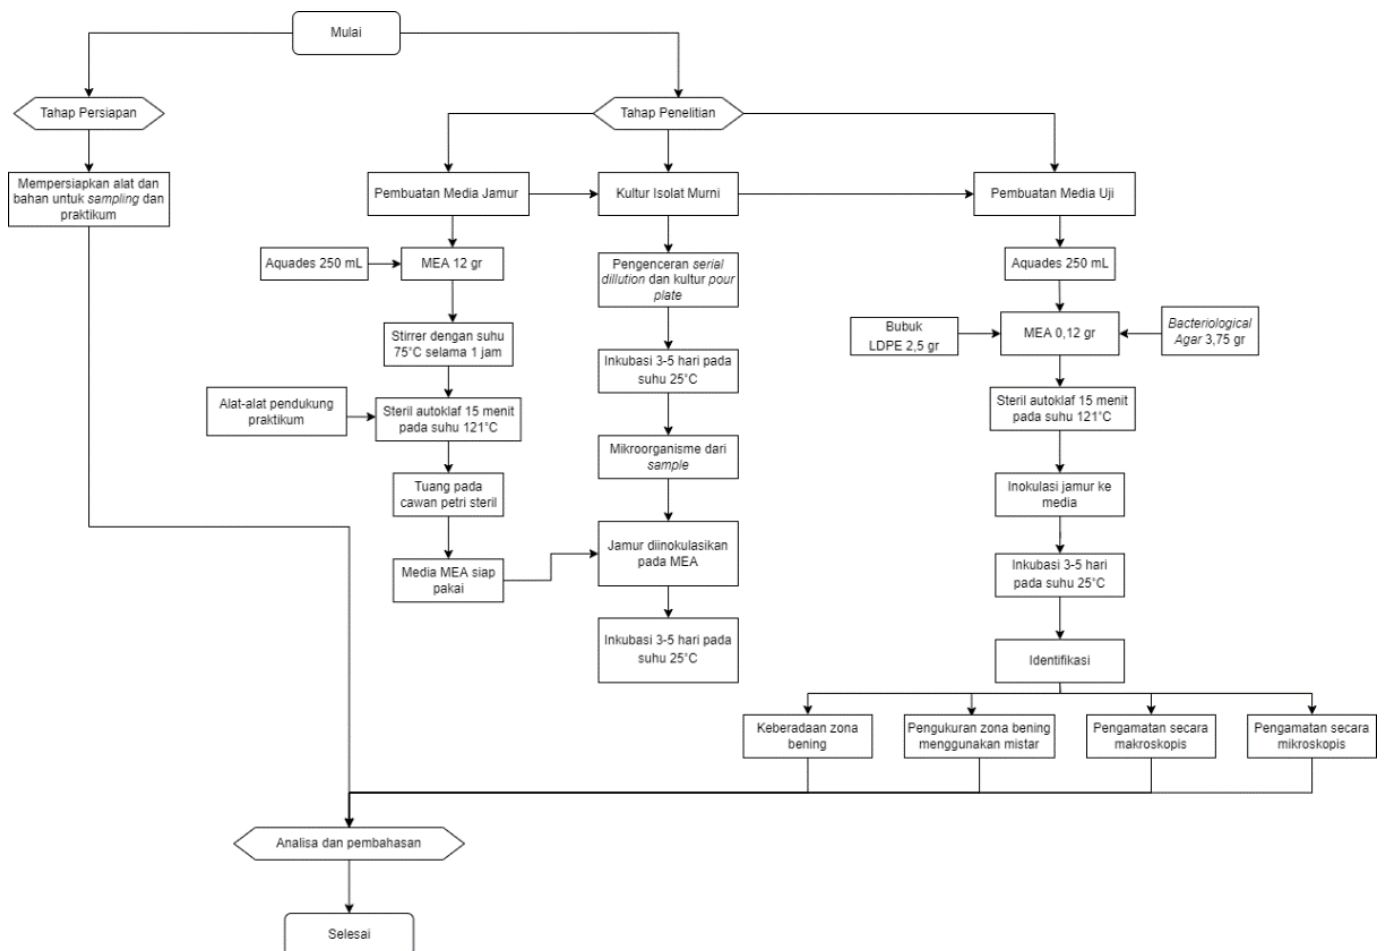 Mulai
Tahap Persiapan
Tahap Penelitian
Mempersiapkan alat dan
bahan untuk sampling dan
praktikum
Pembuatan Media Jamur
Kultur Isolat Murni
Pembuatan Media Uji
Aquades 250 mL
MEA 12 gr
Stirrer dengan suhu
75°C selama 1 jam
Alat-alat pendukung
praktikum
Steril autoklaf 15 menit
pada suhu 121°C
Tuang pada
cawan petri steril
Media MEA siap
pakai
Pengenceran serial
dillution dan kultur pour
plate
Inkubasi 3-5 hari pada
suhu 25°C
Mikroorganisme dari
sample
Jamur diinokulasikan
pada MEA
Inkubasi 3-5 hari pada
suhu 25°C
Aquades 250 mL
Bubuk
LDPE 2,5 gr
MEA 0,12 gr
Bacteriological
Agar 3,75 gr
Steril autoklaf 15 menit
pada suhu 121°C
Inokulasi jamur ke
media
Inkubasi 3-5 hari
pada suhu 25°C
Identifikasi
Keberadaan zona
bening
Pengukuran zona bening
menggunakan mistar
Pengamatan secara
makroskopis
Pengamatan secara
mikroskopis
Analisa dan pembahasan
Selesai